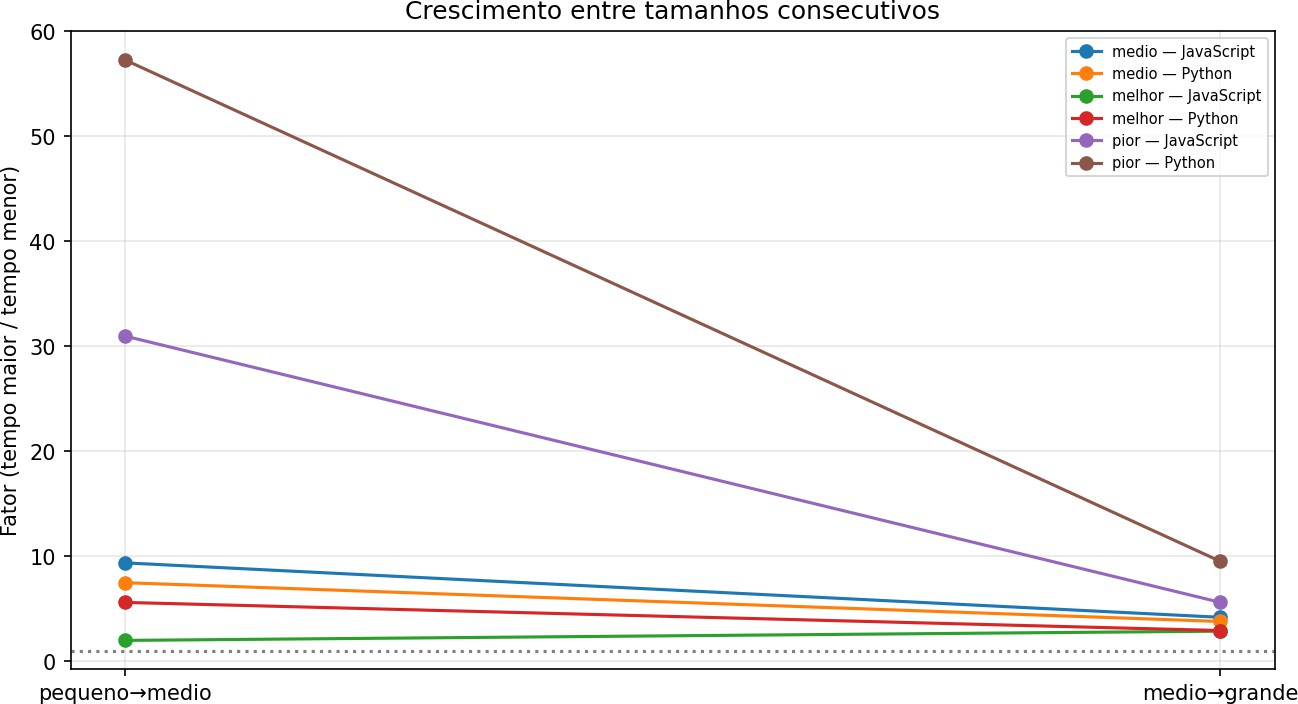 Crescimento entre tamanhos consecutivos
Fator (tempo maior / tempo menor)
60
50
40
30
20
10
0
medio — JavaScript
medio — Python
melhor — JavaScript
melhor — Python
pior — JavaScript
pior — Python
pequeno→medio
medio→grande